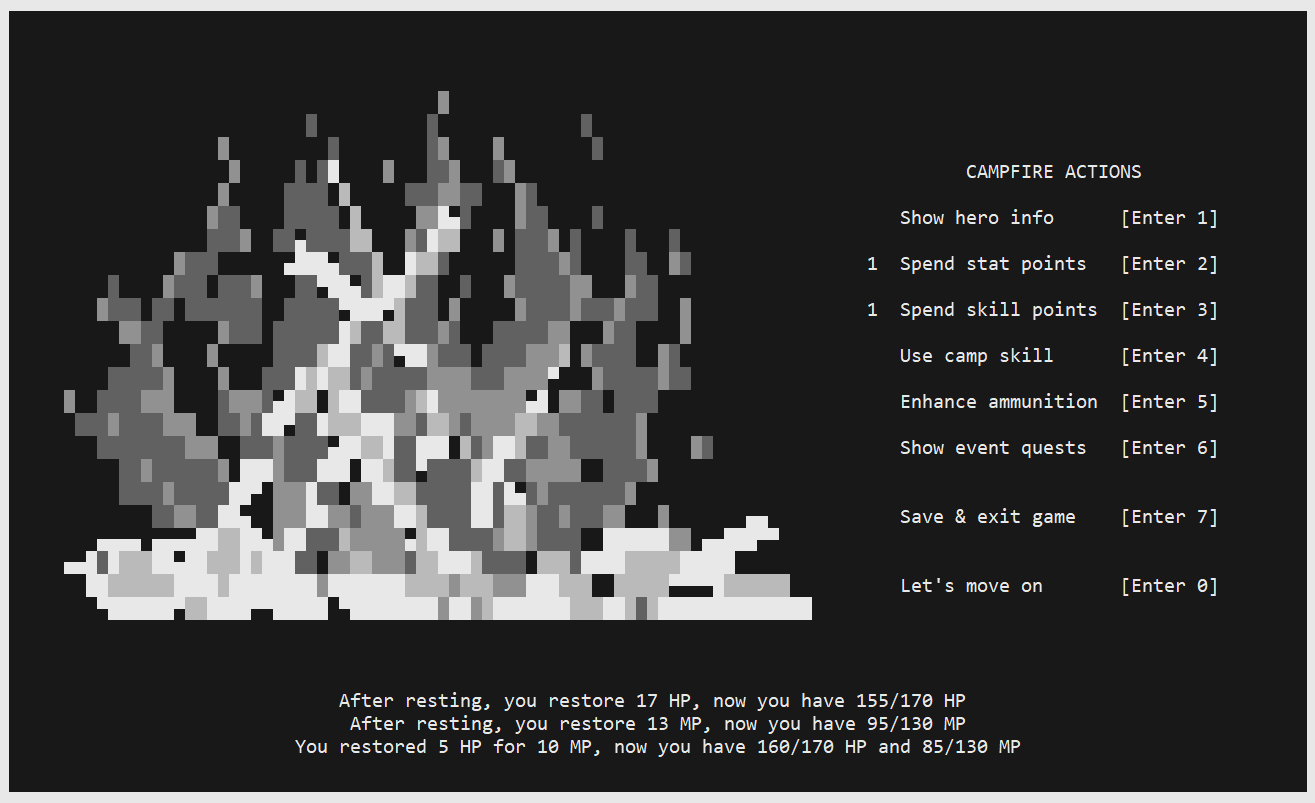 CAMPFIRE ACTIONS
Show hero info [Enter 1]
1 Spend stat points [Enter 2]
1 Spend skill points [Enter 3]
Use camp skill [Enter 4]
Enhance ammunition [Enter 5]
Show event quests [Enter 6]
Save & exit game [Enter 7]
Let's move on [Enter 0]
After resting, you restore 17 HP, now you have 155/170 HP
After resting, you restore 13 MP, now you have 95/130 MP
You restored 5 HP for 10 MP, now you have 160/170 HP and 85/130 MP